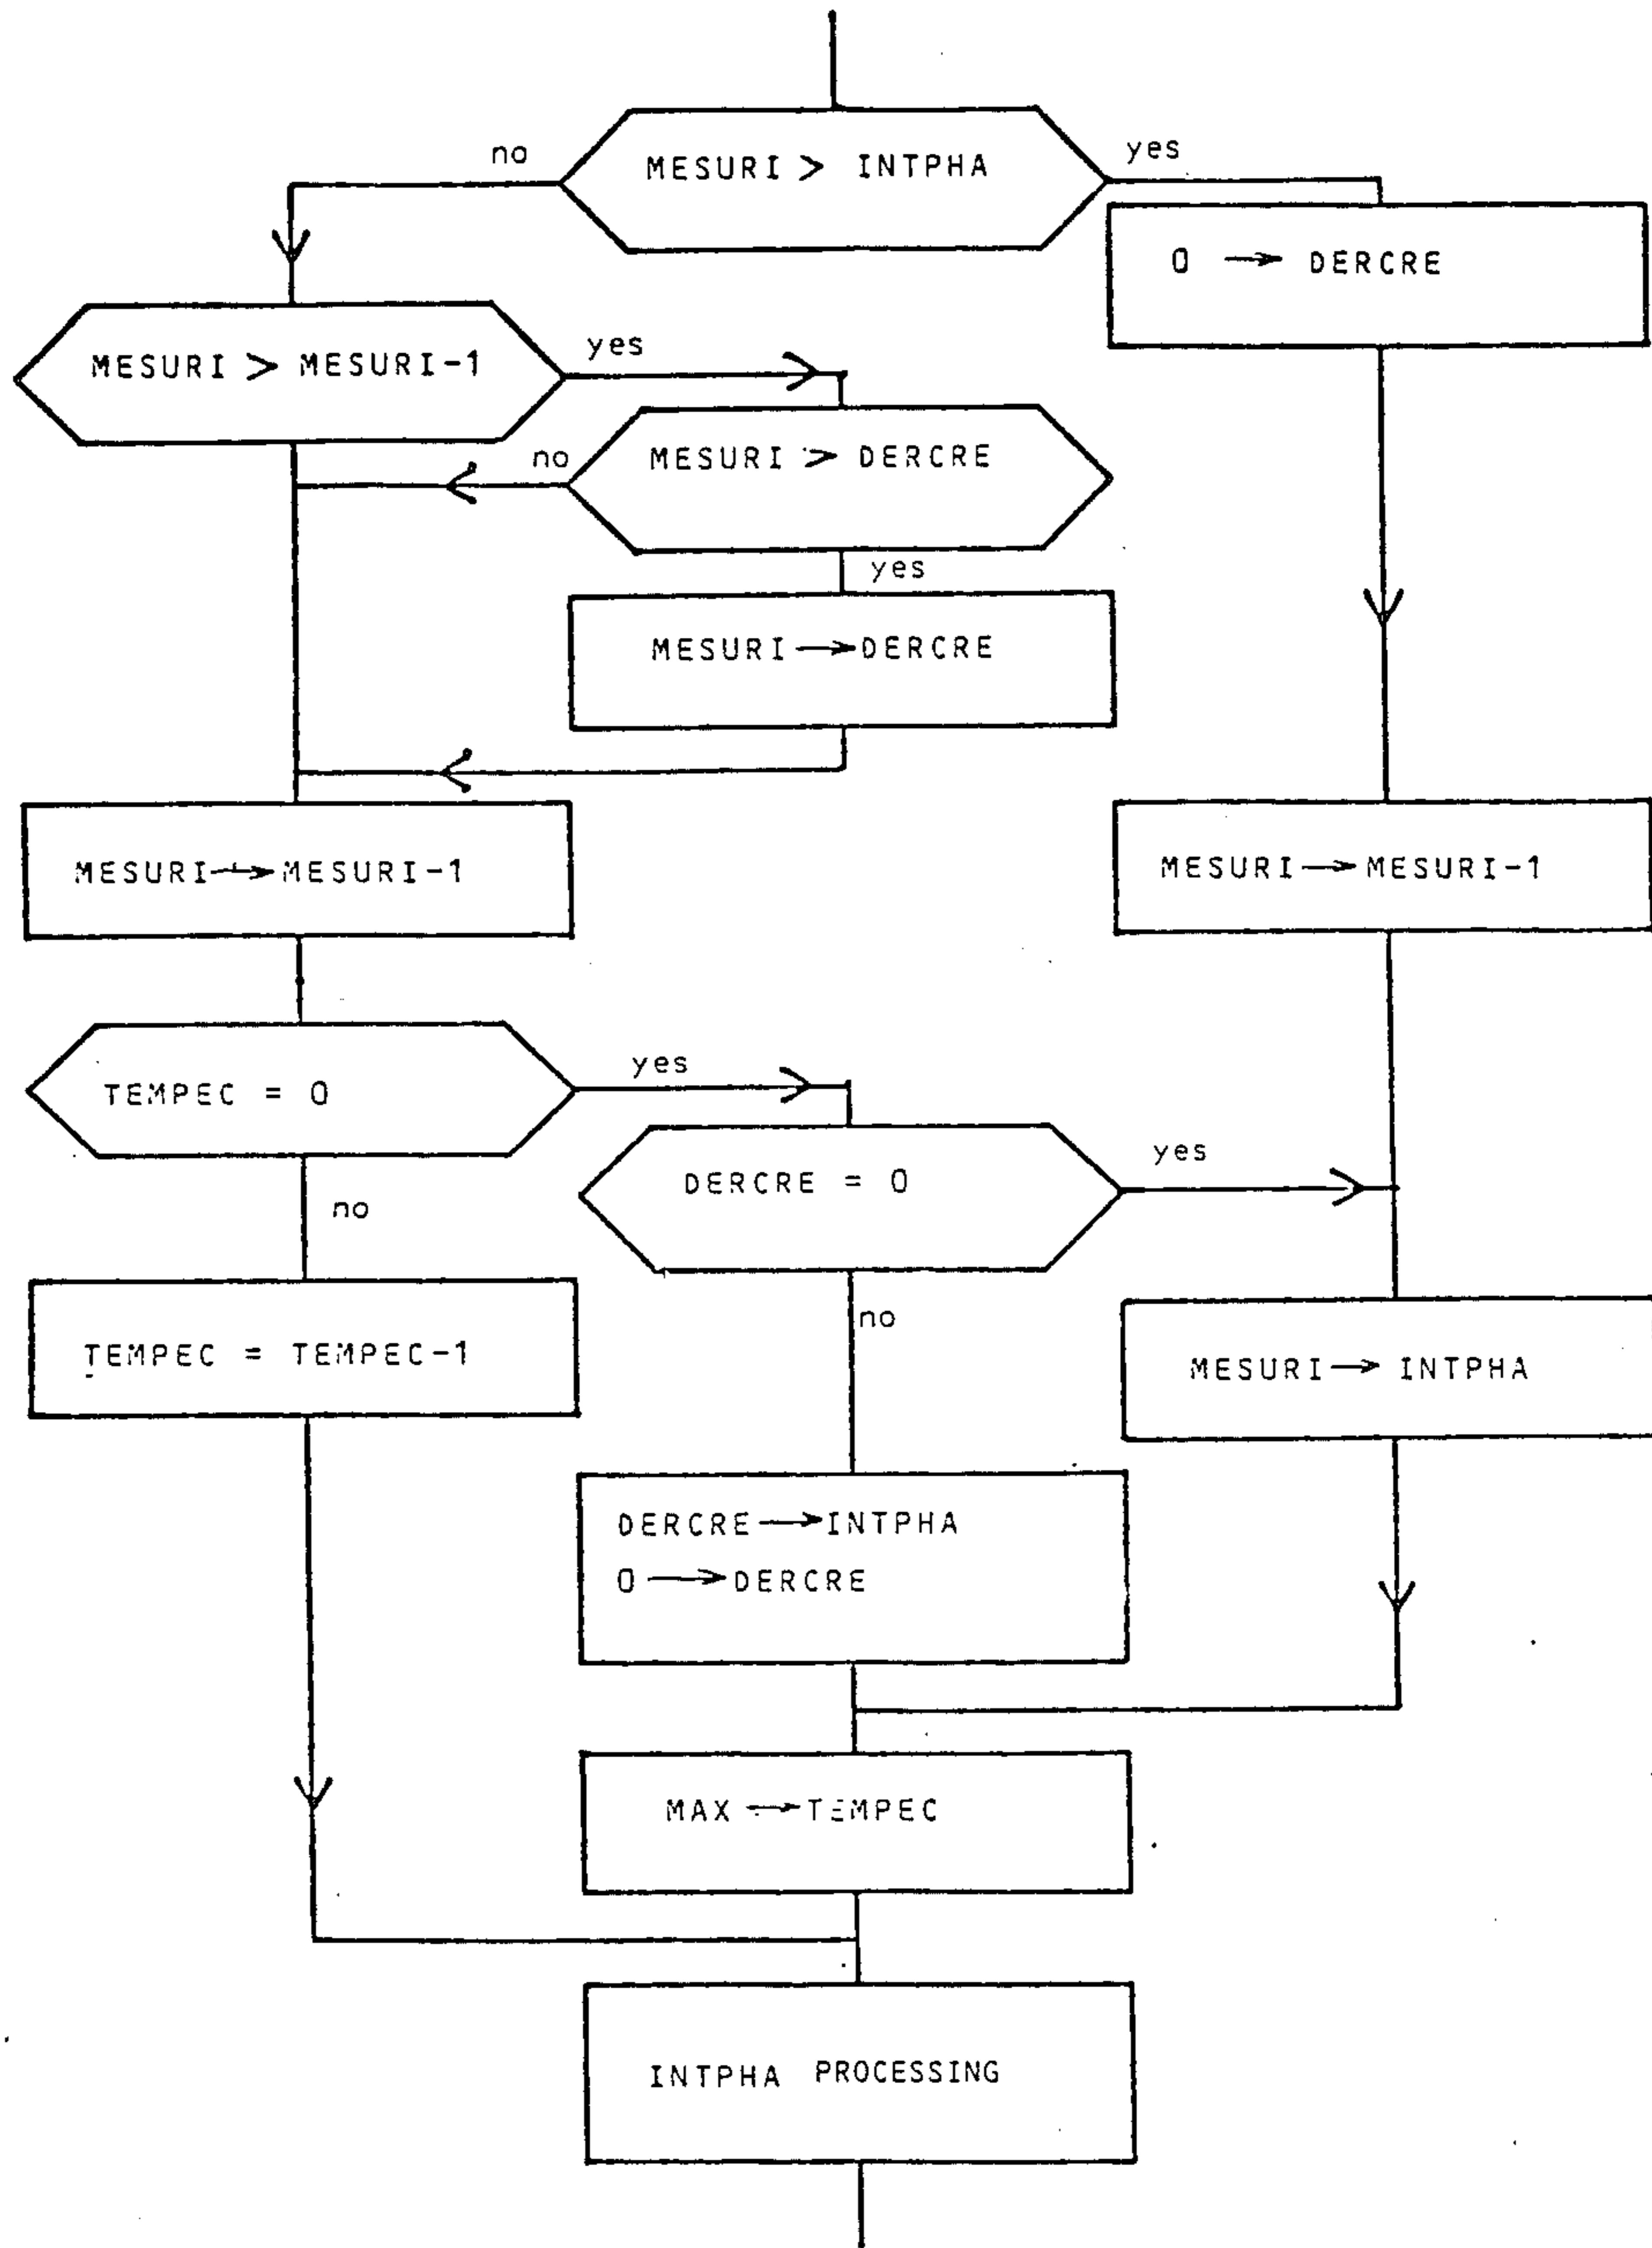 no
MESURI > INTPHA
yes
0 → DERCRE
MESURI > MESURI-1
yes
no
MESURI > DERCRE
yes
MESURI → DERCRE
MESURI → MESURI-1
MESURI → MESURI-1
TEMPEC = 0
yes
DERCRE = 0
yes
no
no
TEMPEC = TEMPEC-1
MESURI → INTPHA
DERCRE → INTPHA
0 → DERCRE
MAX → TEMPEC
INTPHA PROCESSING